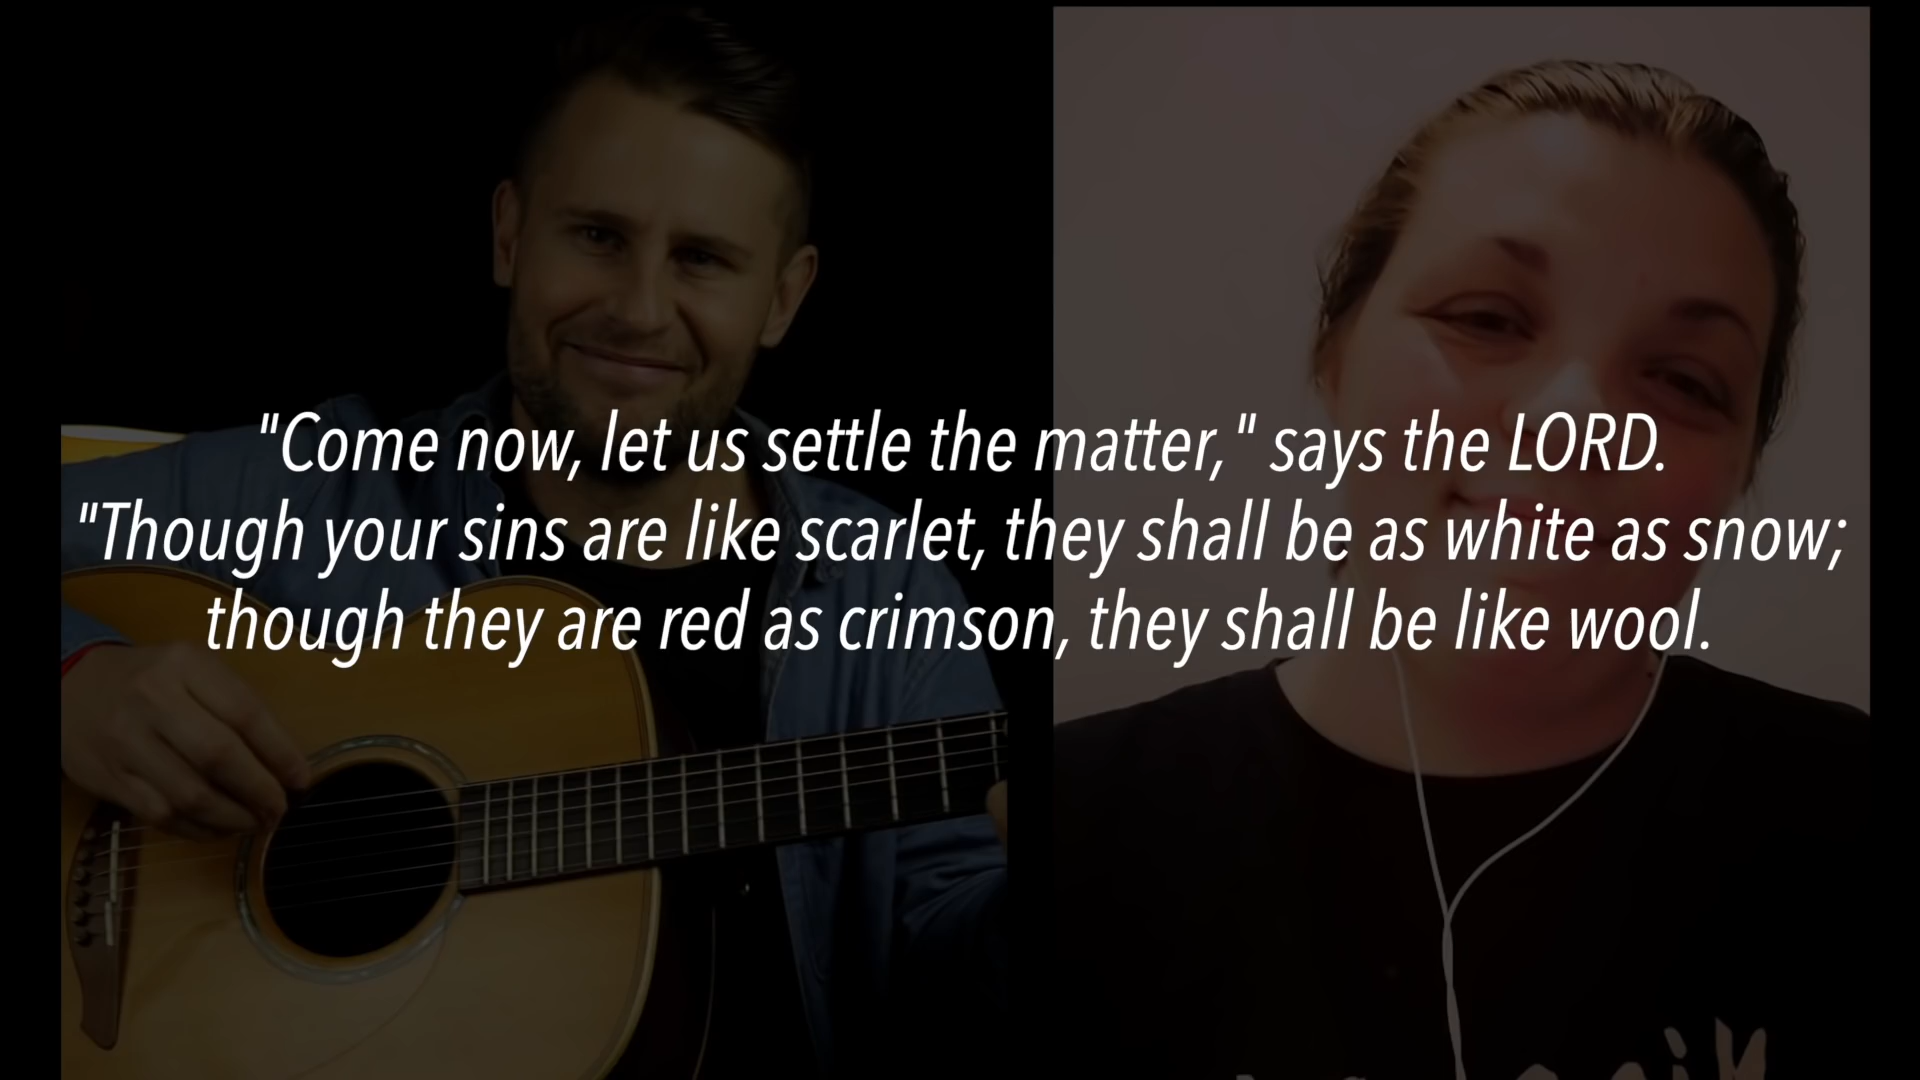 "Come now, let us settle the matter," says the LORD.
"Though your sins are like scarlet, they shall be as white as snow;
though they are red as crimson, they shall be like wool.